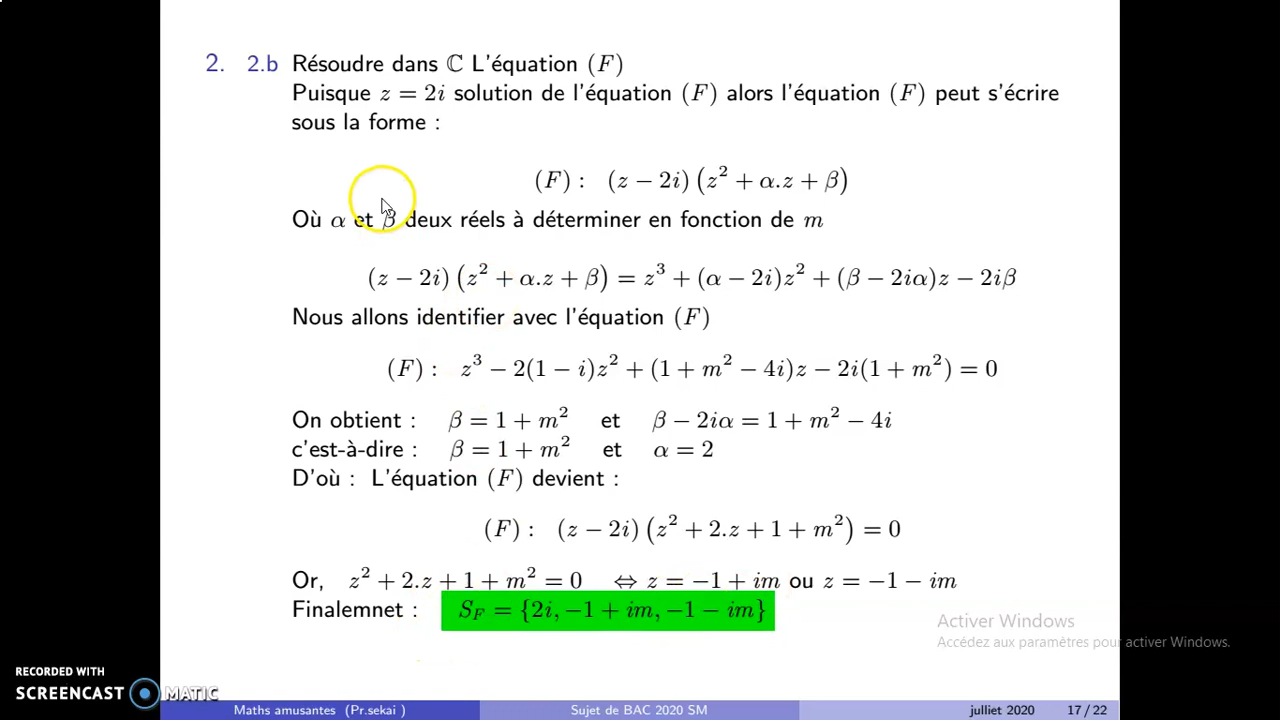 2. 2.b Résoudre dans ℂ L'équation (F)
Puisque z = 2i solution de l'équation (F) alors l'équation (F) peut s'écrire
sous la forme :
(F) : (z − 2i) (z² + α.z + β)
Où α et β deux réels à déterminer en fonction de m
(z − 2i) (z² + α.z + β) = z³ + (α − 2i)z² + (β − 2iα)z − 2iβ
Nous allons identifier avec l'équation (F)
(F) : z³ − 2(1 − i)z² + (1 + m² − 4i)z − 2i(1 + m²) = 0
On obtient : β = 1 + m² et β − 2iα = 1 + m² − 4i
c'est-à-dire : β = 1 + m² et α = 2
D'où : L'équation (F) devient :
(F) : (z − 2i) (z² + 2.z + 1 + m²) = 0
Or, z² + 2.z + 1 + m² = 0 ⇔ z = −1 + im ou z = −1 − im
Finalemnet : S_F = {2i, −1 + im, −1 − im}
Activer Windows
Accédez aux paramètres pour activer Windows.
RECORDED WITH
SCREENCAST MATIC
Maths amusantes (Pr.sekai ) Sujet de BAC 2020 SM julliet 2020 17 / 22